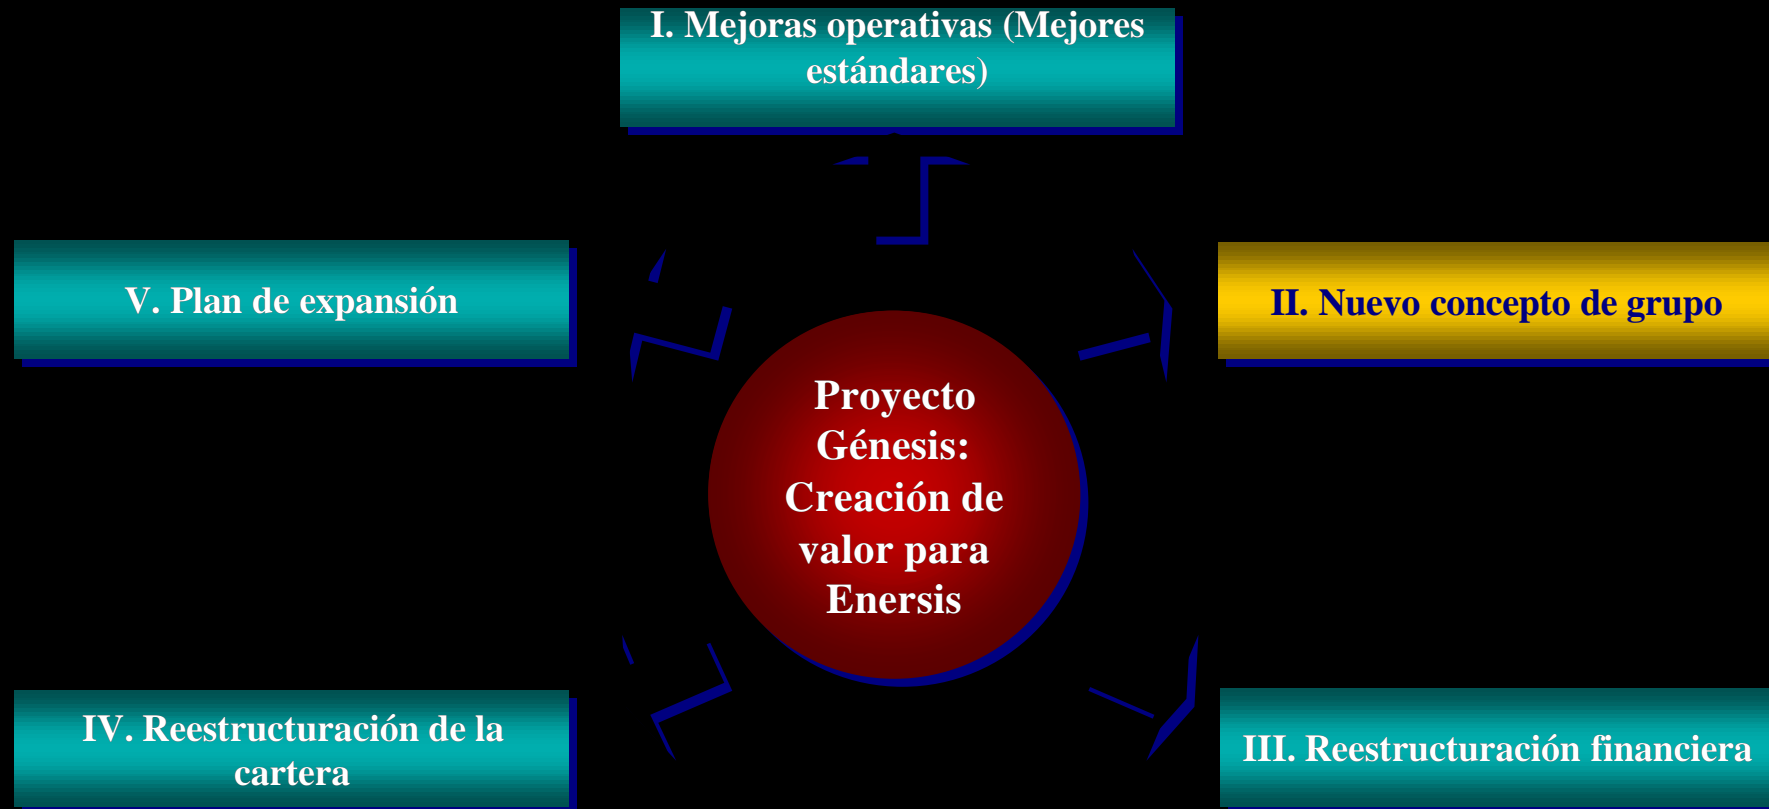 I. Mejoras operativas (Mejores
estándares)
V. Plan de expansión
II. Nuevo concepto de grupo
Proyecto
Génesis:
Creación de
valor para
Enersis
IV. Reestructuración de la
cartera
III. Reestructuración financiera